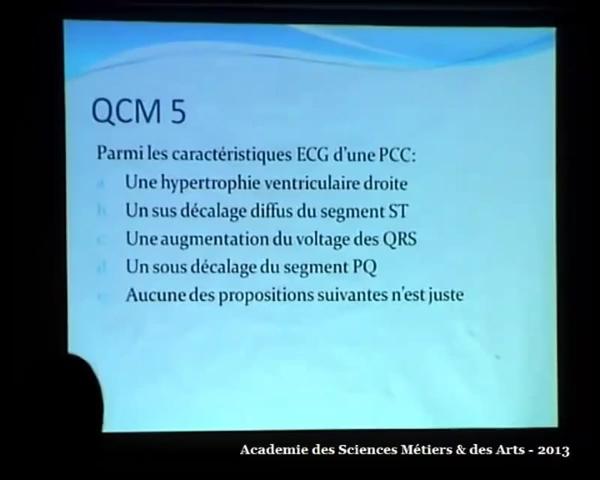 QCM 5
Parmi les caractéristiques ECG d'une PCC:
a. Une hypertrophie ventriculaire droite
b. Un sus décalage diffus du segment ST
c. Une augmentation du voltage des QRS
d. Un sous décalage du segment PQ
e. Aucune des propositions suivantes n'est juste
Academie des Sciences Métiers & des Arts - 2013